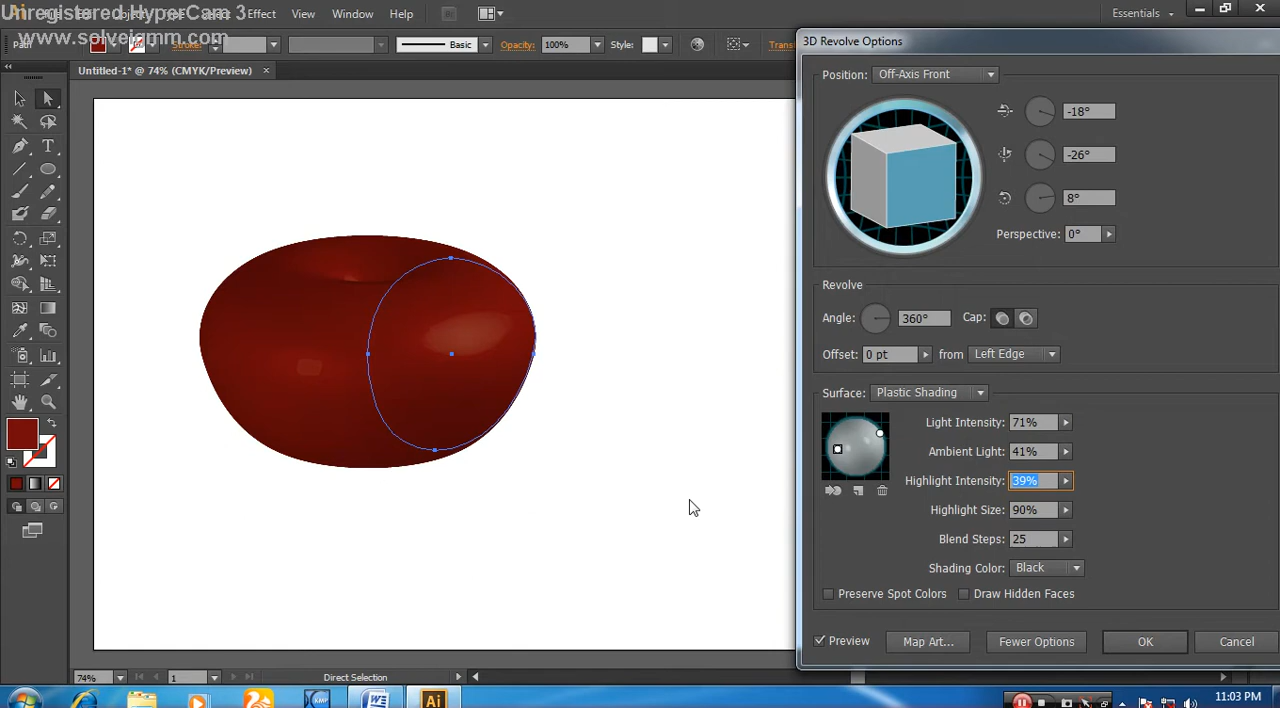 Unregistered HyperCam 3
www.solveigmm.com
Effect View Window Help
Essentials
Path
Stroke:
Basic
Opacity: 100%
Style:
Untitled-1* @ 74% (CMYK/Preview) ×
3D Revolve Options
Position: Off-Axis Front
-18°
-26°
8°
Perspective: 0°
Revolve
Angle: 360° Cap:
Offset: 0 pt from Left Edge
Surface: Plastic Shading
Light Intensity: 71%
Ambient Light: 41%
Highlight Intensity: 39%
Highlight Size: 90%
Blend Steps: 25
Shading Color: Black
Preserve Spot Colors Draw Hidden Faces
Preview Map Art... Fewer Options OK Cancel
74% 1 Direct Selection
Ai
11:03 PM